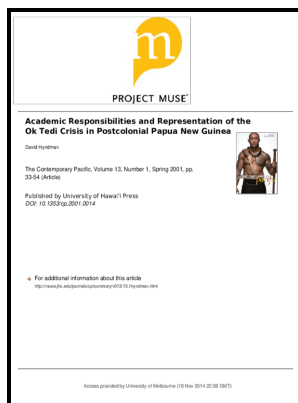 m
PROJECT MUSE®
Academic Responsibilities and Representation of the
Ok Tedi Crisis in Postcolonial Papua New Guinea
David Hyndman
The Contemporary Pacific, Volume 13, Number 1, Spring 2001, pp.
33-54 (Article)
Published by University of Hawai'i Press
DOI: 10.1353/cp.2001.0014
For additional information about this article
http://muse.jhu.edu/journals/cp/summary/v013/13.1hyndman.html
Access provided by University of Melbourne (18 Nov 2014 22:58 GMT)